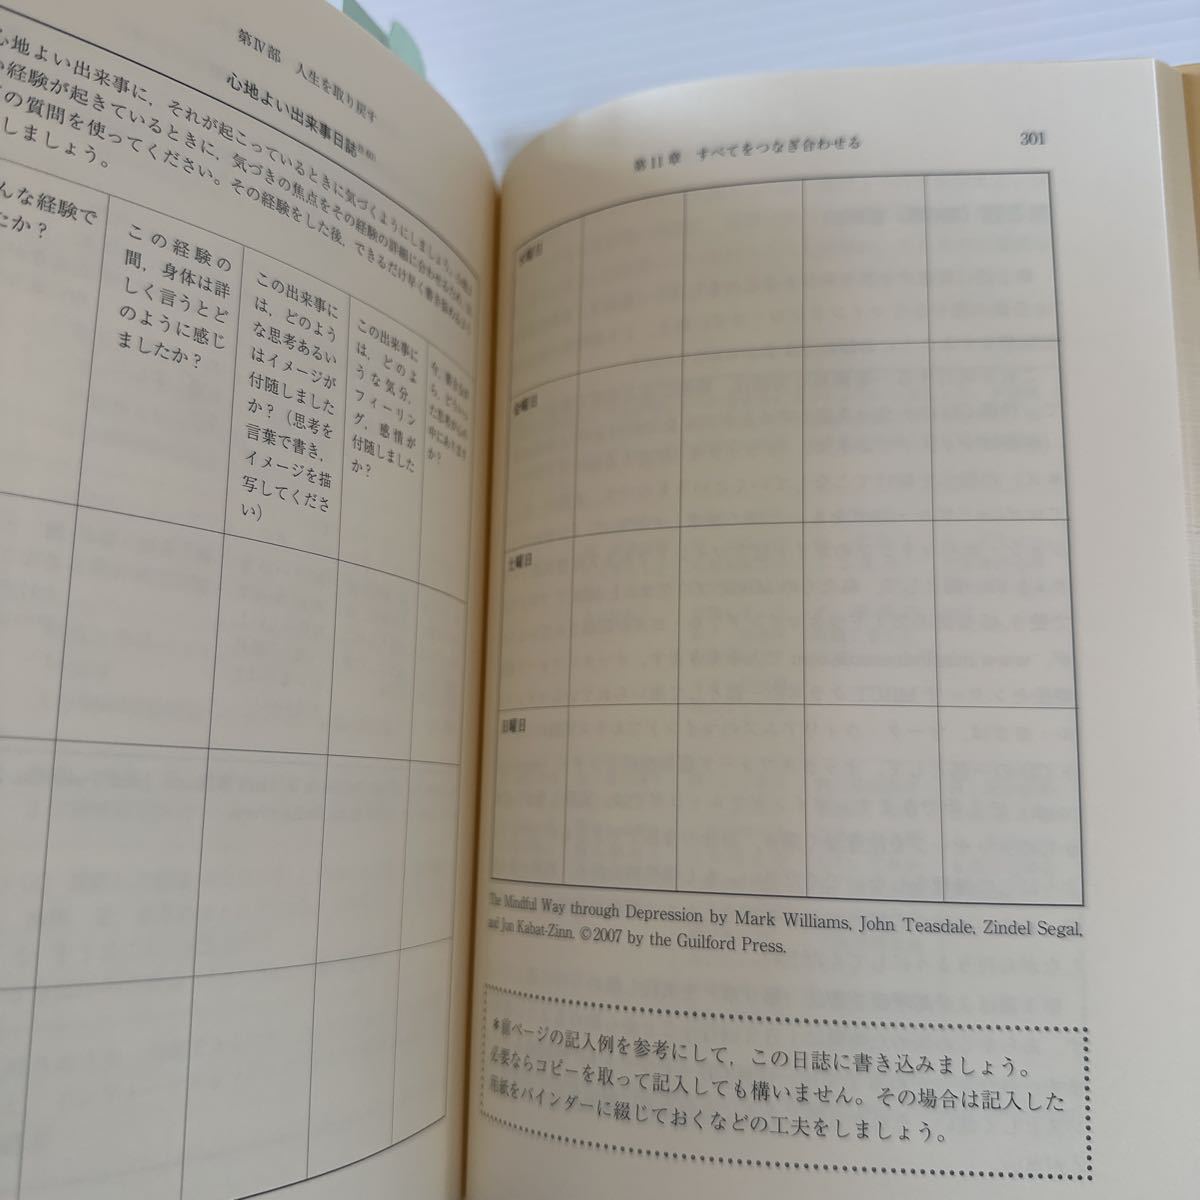 第Ⅳ部 人生を取り戻す
心地よい出来事日誌
心地よい出来事に，それが起こっているときに気づくようにしましょう。
経験が起きているときに，気づきの焦点をその経験の詳細に合わせるため，
の質問を使ってください。その経験をした後，できるだけ早く書き留めるよう
しましょう。
んな経験で
たか？
この経験の
間，身体は詳
しく言うとど
のように感じ
ましたか？
この出来事に
は，どのよう
な思考あるい
はイメージが
付随しました
か？（思考を
言葉で書き，
イメージを描
写してくださ
い）
この出来事に
は，どのよ
うな気分，
フィーリン
グ，感情が
付随しました
か？
か？
第11章 すべてをつなぎ合わせる
301
木曜日
金曜日
土曜日
日曜日
The Mindful Way through Depression by Mark Williams, John Teasdale, Zindel Segal,
and Jon Kabat-Zinn. ©2007 by the Guilford Press.
*前ページの記入例を参考にして，この日誌に書き込みましょう。
必要ならコピーを取って記入しても構いません。その場合は記入した
用紙をバインダーに綴じておくなどの工夫をしましょう。